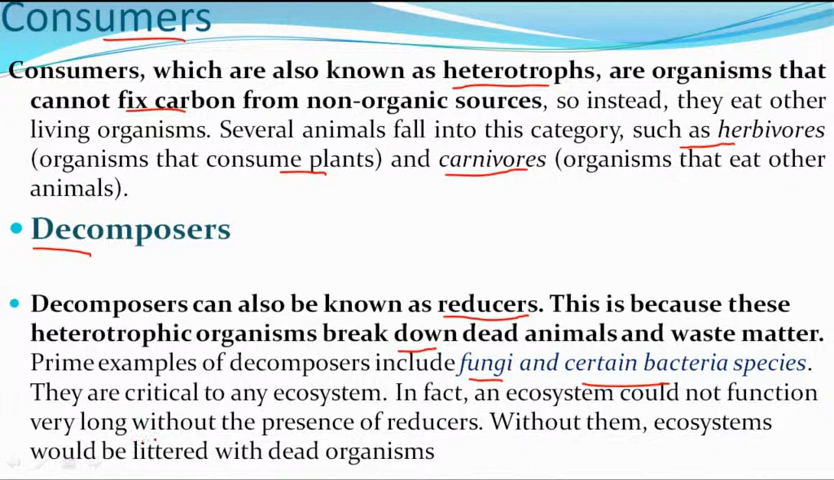 Consumers
Consumers, which are also known as heterotrophs, are organisms that
cannot fix carbon from non-organic sources, so instead, they eat other
living organisms. Several animals fall into this category, such as herbivores
(organisms that consume plants) and carnivores (organisms that eat other
animals).
• Decomposers
• Decomposers can also be known as reducers. This is because these
heterotrophic organisms break down dead animals and waste matter.
Prime examples of decomposers include fungi and certain bacteria species.
They are critical to any ecosystem. In fact, an ecosystem could not function
very long without the presence of reducers. Without them, ecosystems
would be littered with dead organisms